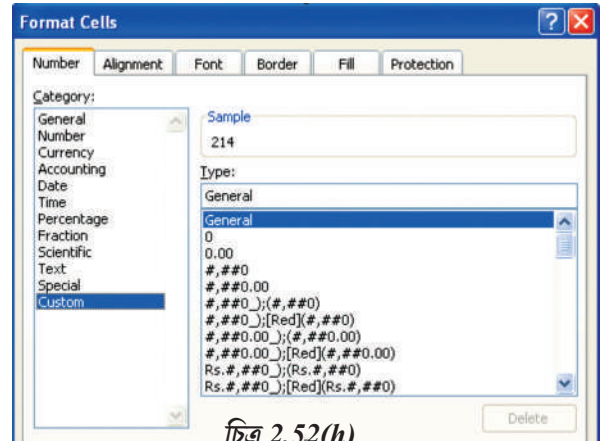 Format Cells
Number Alignment Font Border Fill Protection
Category:
General
Number
Currency
Accounting
Date
Time
Percentage
Fraction
Scientific
Text
Special
Custom
Sample
214
Type:
General
General
0
0.00
#,##0
#,##0.00
#,##0_);(#,##0)
#,##0_);[Red](#,##0)
#,##0.00_);(#,##0.00)
#,##0.00_);[Red](#,##0.00)
Rs.#,##0_);(Rs.#,##0)
Rs.#,##0_);[Red](Rs.#,##0)
Delete
চিত্র 2.52(h)